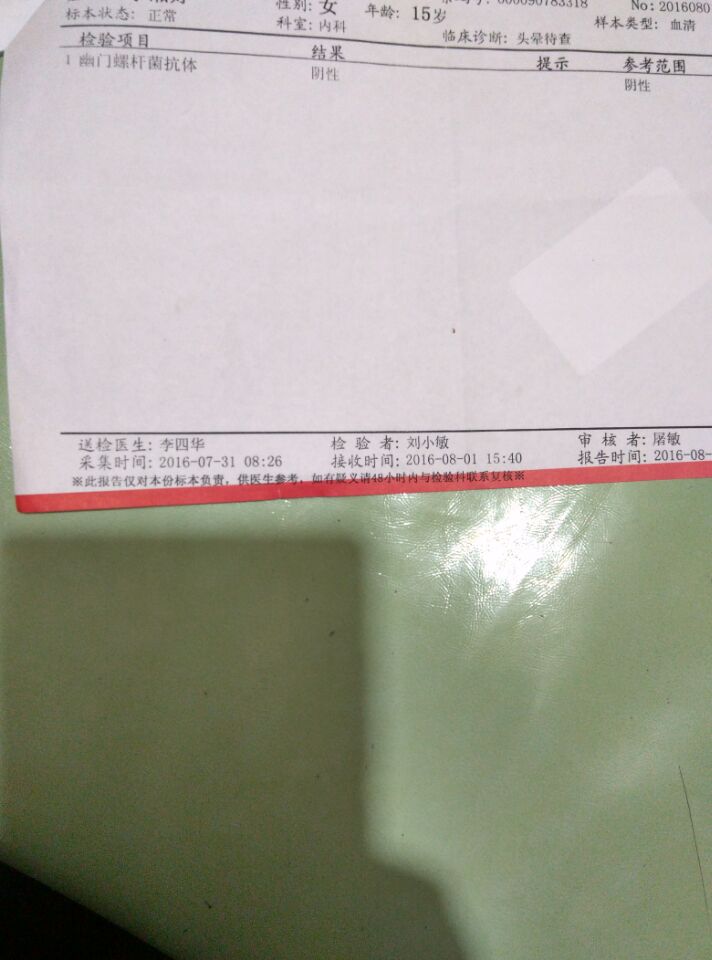 性别: 女 年龄: 15岁 000090783318 No: 2016080
标本状态: 正常 科室: 内科 临床诊断: 头晕待查 样本类型: 血清
检验项目 结果 提示 参考范围
1 幽门螺杆菌抗体 阴性 阴性
送检医生: 李四华 检 验 者: 刘小敏 审 核 者: 屠敏
采集时间: 2016-07-31 08:26 接收时间: 2016-08-01 15:40 报告时间: 2016-08-
※此报告仅对本份标本负责，供医生参考，如有疑义请48小时内与检验科联系复核※